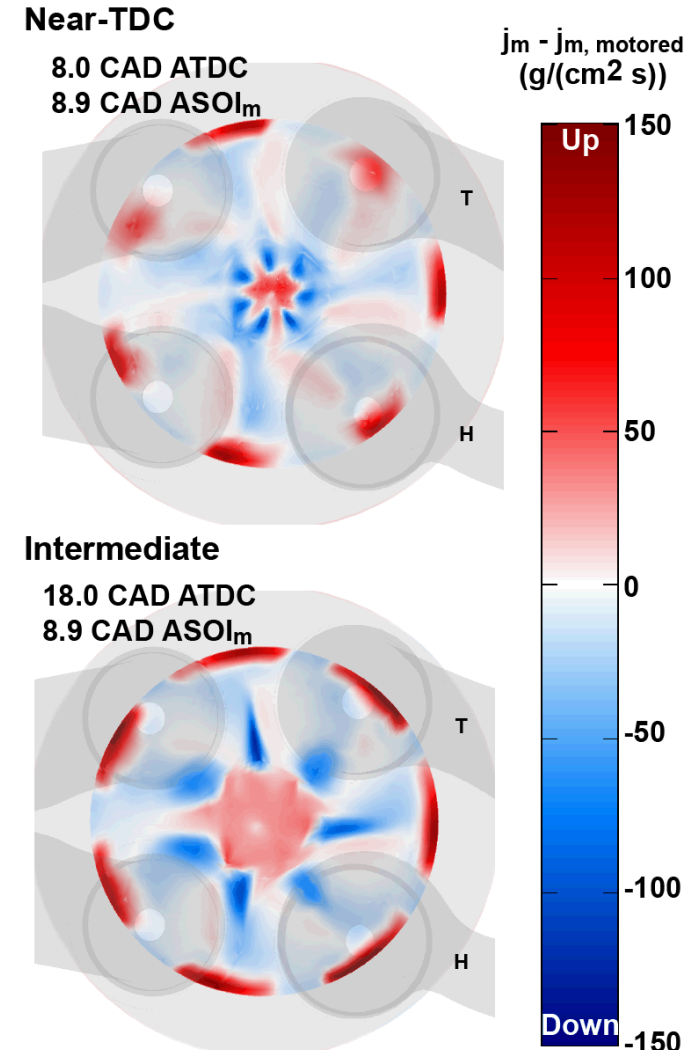 Near-TDC
8.0 CAD ATDC
8.9 CAD ASOIm
jm - jm, motored
(g/(cm2 s))
150
Up
T
100
50
H
Intermediate
0
18.0 CAD ATDC
8.9 CAD ASOIm
T
-50
-100
H
Down
-150